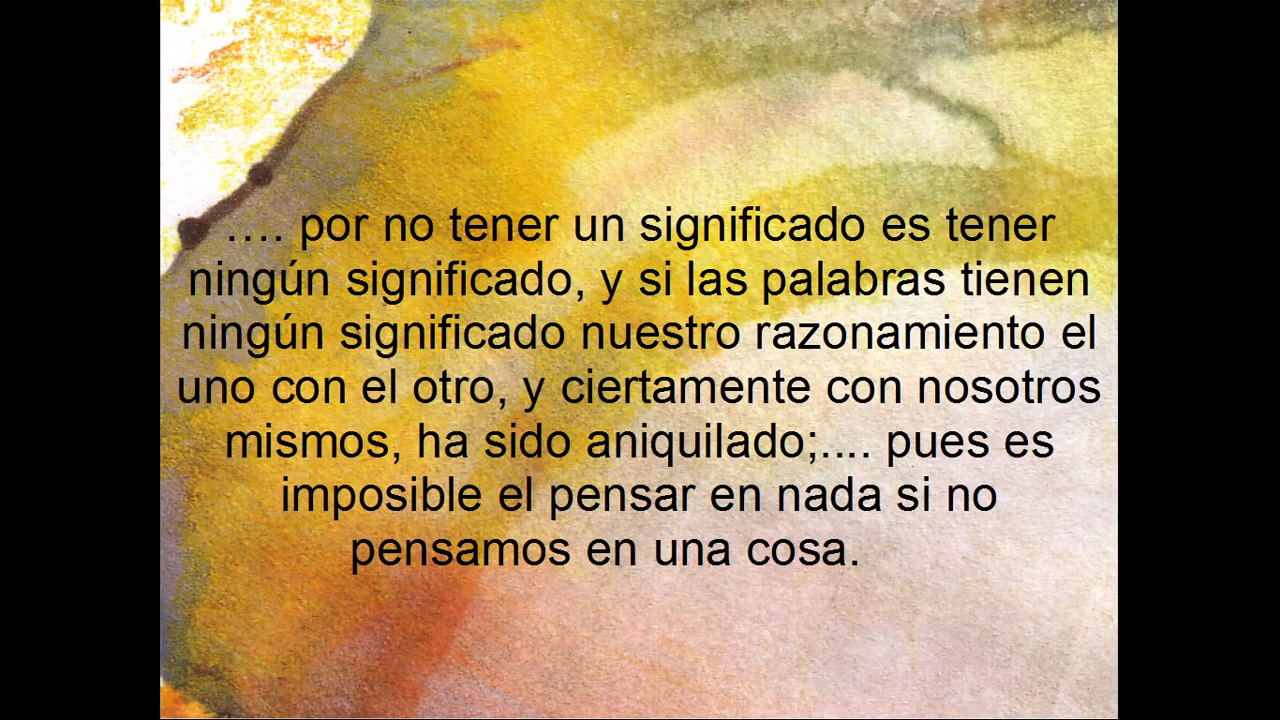 .... por no tener un significado es tener
ningún significado, y si las palabras tienen
ningún significado nuestro razonamiento el
uno con el otro, y ciertamente con nosotros
mismos, ha sido aniquilado;.... pues es
imposible el pensar en nada si no
pensamos en una cosa.